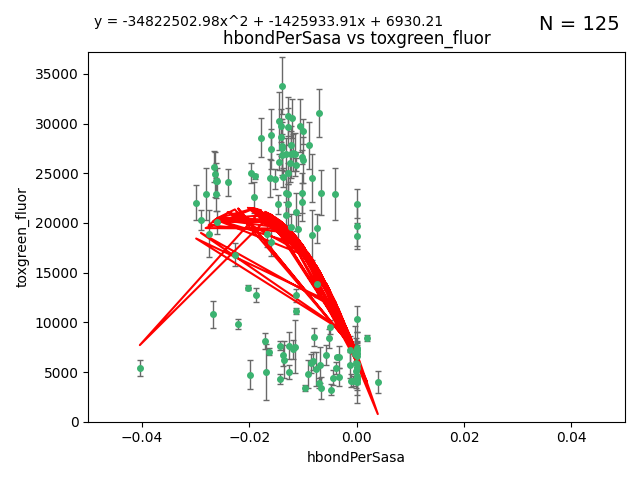 y = -34822502.98x^2 + -1425933.91x + 6930.21
N = 125
hbondPerSasa vs toxgreen_fluor
35000
30000
25000
20000
15000
10000
5000
0
toxgreen_fluor
−0.04
−0.02
0.00
0.02
0.04
hbondPerSasa